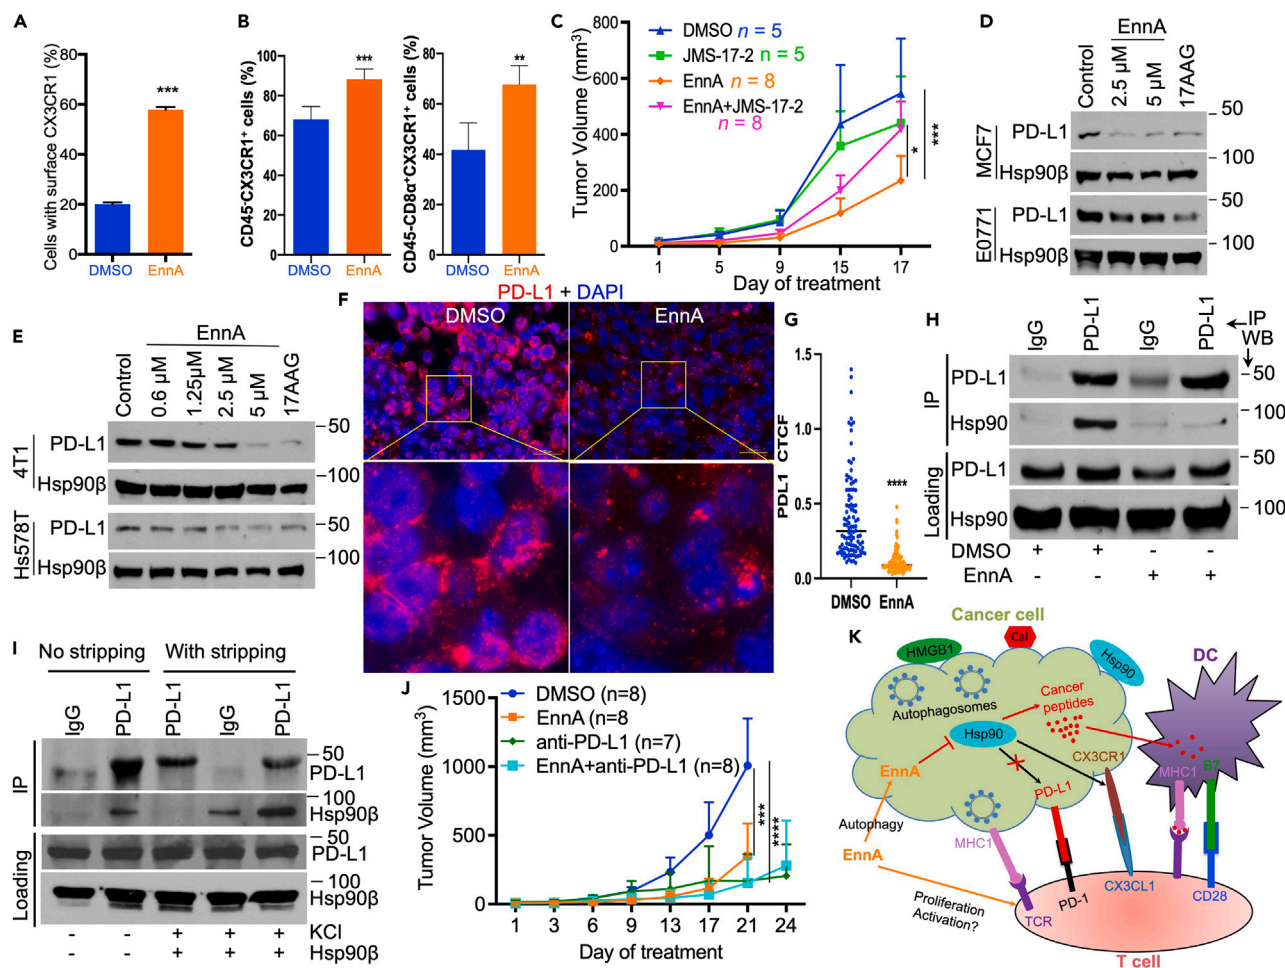 A
Cells with surface CX3CR1 (%)
80
60
40
20
0
***
DMSO
EnnA
B
CD45-CX3CR1+ cells (%)
100
80
60
40
20
0
***
DMSO
EnnA
CD45-CD8α+CX3CR1+ cells (%)
80
60
40
20
0
**
DMSO
EnnA
C
Tumor Volume (mm³)
800
600
400
200
0
DMSO n = 5
JMS-17-2 n = 5
EnnA n = 8
EnnA+JMS-17-2
n = 8
*
***
1 5 9 15 17
Day of treatment
D
EnnA
Control
2.5 µM
5 µM
17AAG
MCF7
PD-L1
Hsp90β
E0771
PD-L1
Hsp90β
50
100
50
100
E
EnnA
Control
0.6 µM
1.25µM
2.5 µM
5 µM
17AAG
4T1
PD-L1
Hsp90β
Hs578T
PD-L1
Hsp90β
50
100
50
100
F
PD-L1 + DAPI
DMSO
EnnA
G
PDL1 CTCF
1.5
1.0
0.5
0.0
****
DMSO EnnA
H
IgG
PD-L1
IgG
PD-L1
←IP
WB
IP
PD-L1
Hsp90
Loading
PD-L1
Hsp90
50
100
50
100
DMSO + + - -
EnnA - - + +
I
No stripping With stripping
IgG
PD-L1
PD-L1
IgG
PD-L1
IP
50
PD-L1
100
Hsp90β
Loading
50
PD-L1
100
Hsp90β
- - + + + KCl
- - + + + Hsp90β
J
Tumor Volume (mm³)
1500
1000
500
0
DMSO (n=8)
EnnA (n=8
anti-PD-L1 (n=7)
EnnA+anti-PD-L1 (n=8)
***
****
1 3 6 9 13 17 21 24
Day of treatment
K
Cancer cell
HMGB1
Cal
Hsp90
DC
Autophagosomes
Cancer
peptides
Hsp90
CX3CR1
MHC1
B7
EnnA
PD-L1
Autophagy
MHC1
EnnA
CX3CL1
PD-1
TCR
CD28
Proliferation
Activation?
T cell